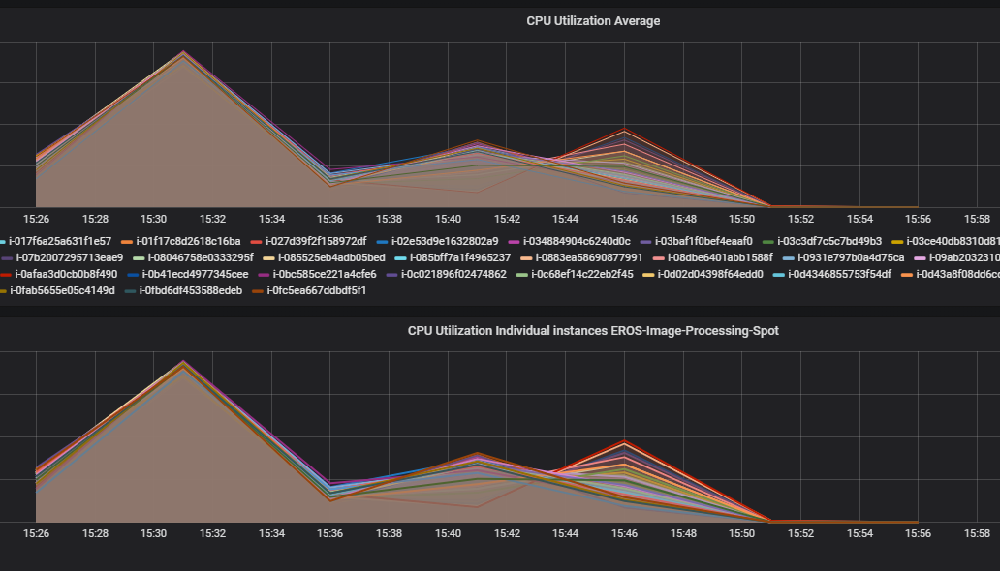 CPU Utilization Average
15:26 15:28 15:30 15:32 15:34 15:36 15:38 15:40 15:42 15:44 15:46 15:48 15:50 15:52 15:54 15:56 15:58
i-017f6a25a631f1e57 i-01f17c8d2618c16ba i-027d39f2f158972df i-02e53d9e1632802a9 i-034884904c6240d0c i-03baf1f0bef4eaaf0 i-03c3df7c5c7bd49b3 i-03ce40db8310d81
i-07b2007295713eae9 i-08046758e0333295f i-085525eb4adb05bed i-085bff7a1f4965237 i-0883ea58690877991 i-08dbe6401abb1588f i-0931e797b0a4d75ca i-09ab2032310
i-0afaa3d0cb0b8f490 i-0b41ecd4977345cee i-0bc585ce221a4cfe6 i-0c021896f02474862 i-0c68ef14c22eb2f45 i-0d02d04398f64edd0 i-0d4346855753f54df i-0d43a8f08dd6cc
i-0fab5655e05c4149d i-0fbd6df453588edeb i-0fc5ea667ddbdf5f1
CPU Utilization Individual instances EROS-Image-Processing-Spot
15:26 15:28 15:30 15:32 15:34 15:36 15:38 15:40 15:42 15:44 15:46 15:48 15:50 15:52 15:54 15:56 15:58